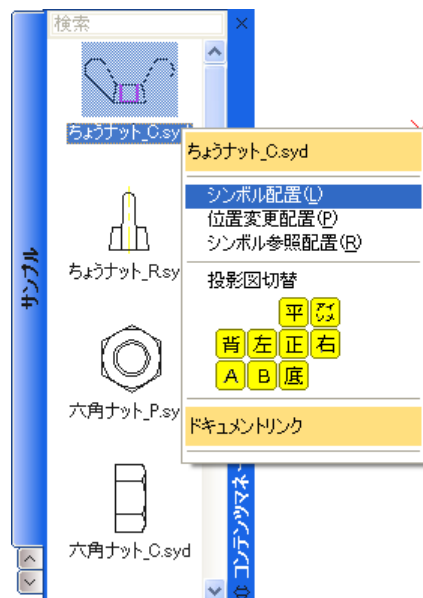 検索
ちょうナット_C.sy
ちょうナット_R.sy
六角ナット_P.sy
六角ナット_C.syd
サンプル
コンテンツマネ
ちょうナット_C.syd
シンボル配置(L)
位置変更配置(P)
シンボル参照配置(R)
投影図切替
平 アイソメ
背 左 正 右
A B 底
ドキュメントリンク